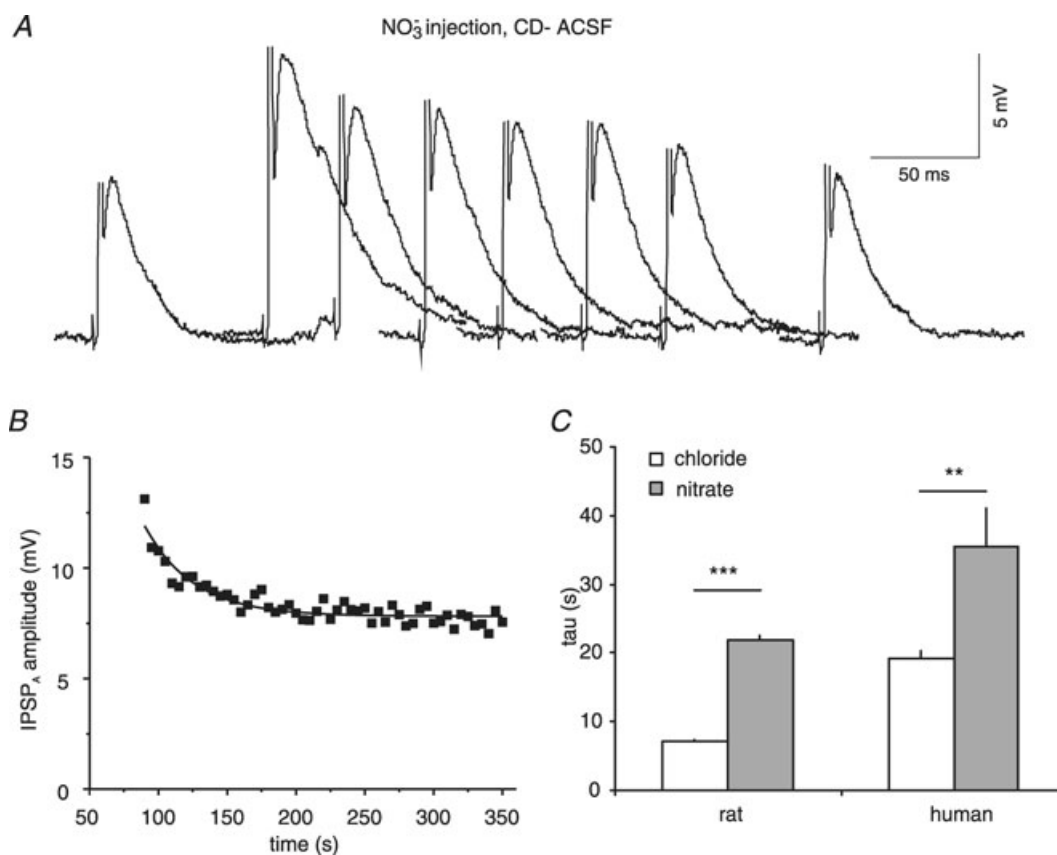 A
NO₃⁻ injection, CD- ACSF
5 mV
50 ms
B
15
10
5
0
IPSP_A amplitude (mV)
50 100 150 200 250 300 350
time (s)
C
50
40
30
20
10
0
tau (s)
chloride
nitrate
***
**
rat human